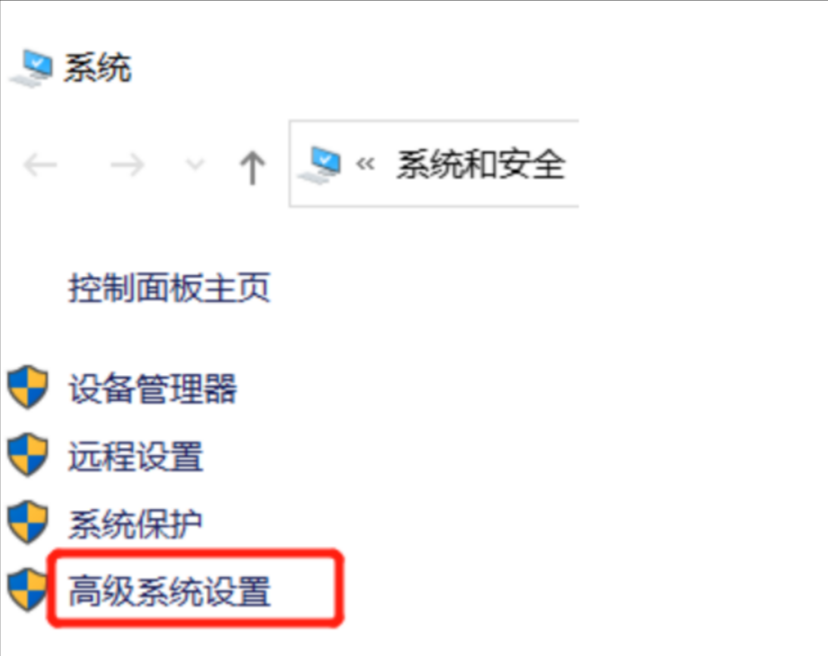 系统
« 系统和安全
控制面板主页
设备管理器
远程设置
系统保护
高级系统设置